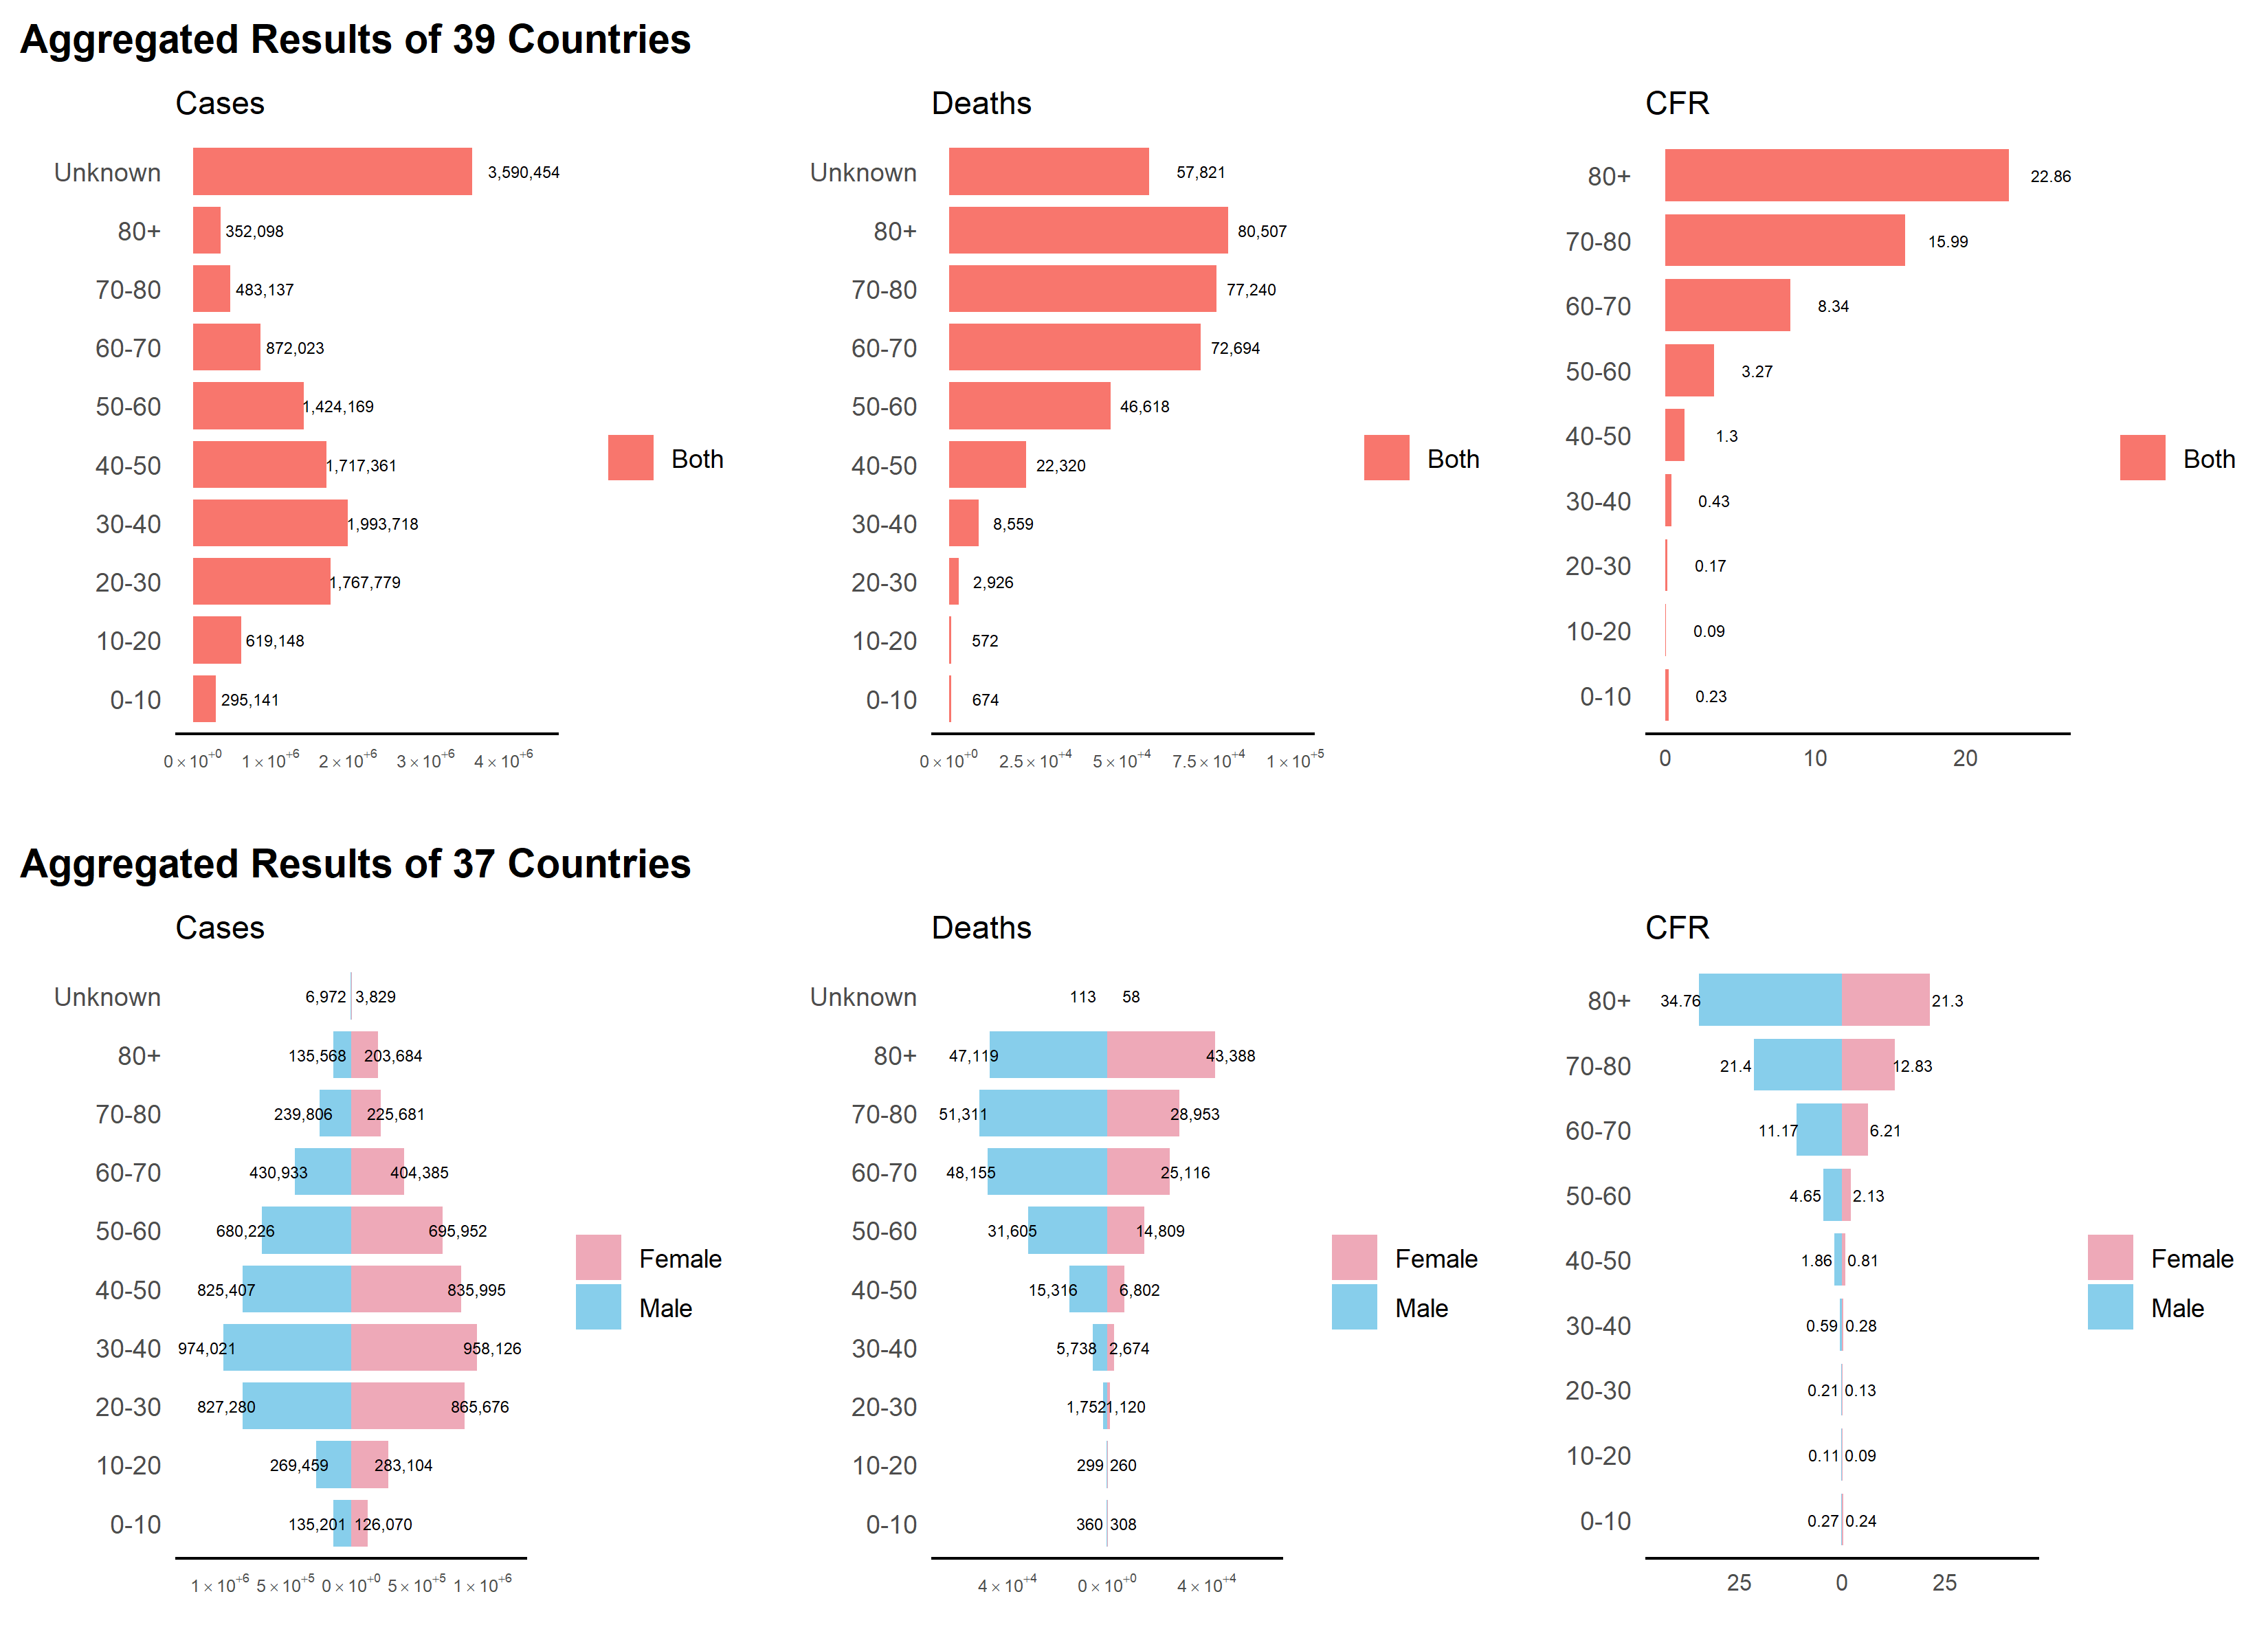 Aggregated Results of 39 Countries
Cases
Unknown 3,590,454
80+ 352,098
70-80 483,137
60-70 872,023
50-60 1,424,169
40-50 1,717,361
30-40 1,993,718
20-30 1,767,779
10-20 619,148
0-10 295,141
0×10⁺⁰ 1×10⁺⁶ 2×10⁺⁶ 3×10⁺⁶ 4×10⁺⁶
Both
Deaths
Unknown 57,821
80+ 80,507
70-80 77,240
60-70 72,694
50-60 46,618
40-50 22,320
30-40 8,559
20-30 2,926
10-20 572
0-10 674
0×10⁺⁰ 2.5×10⁺⁴ 5×10⁺⁴ 7.5×10⁺⁴ 1×10⁺⁵
Both
CFR
80+ 22.86
70-80 15.99
60-70 8.34
50-60 3.27
40-50 1.3
30-40 0.43
20-30 0.17
10-20 0.09
0-10 0.23
0 10 20
Both
Aggregated Results of 37 Countries
Cases
Unknown 6,972 3,829
80+ 135,568 203,684
70-80 239,806 225,681
60-70 430,933 404,385
50-60 680,226 695,952
40-50 825,407 835,995
30-40 974,021 958,126
20-30 827,280 865,676
10-20 269,459 283,104
0-10 135,201 126,070
1×10⁺⁶ 5×10⁺⁵ 0×10⁺⁰ 5×10⁺⁵ 1×10⁺⁶
Female
Male
Deaths
Unknown 113 58
80+ 47,119 43,388
70-80 51,311 28,953
60-70 48,155 25,116
50-60 31,605 14,809
40-50 15,316 6,802
30-40 5,738 2,674
20-30 1,752 1,120
10-20 299 260
0-10 360 308
4×10⁺⁴ 0×10⁺⁰ 4×10⁺⁴
Female
Male
CFR
80+ 34.76 21.3
70-80 21.4 12.83
60-70 11.17 6.21
50-60 4.65 2.13
40-50 1.86 0.81
30-40 0.59 0.28
20-30 0.21 0.13
10-20 0.11 0.09
0-10 0.27 0.24
25 0 25
Female
Male